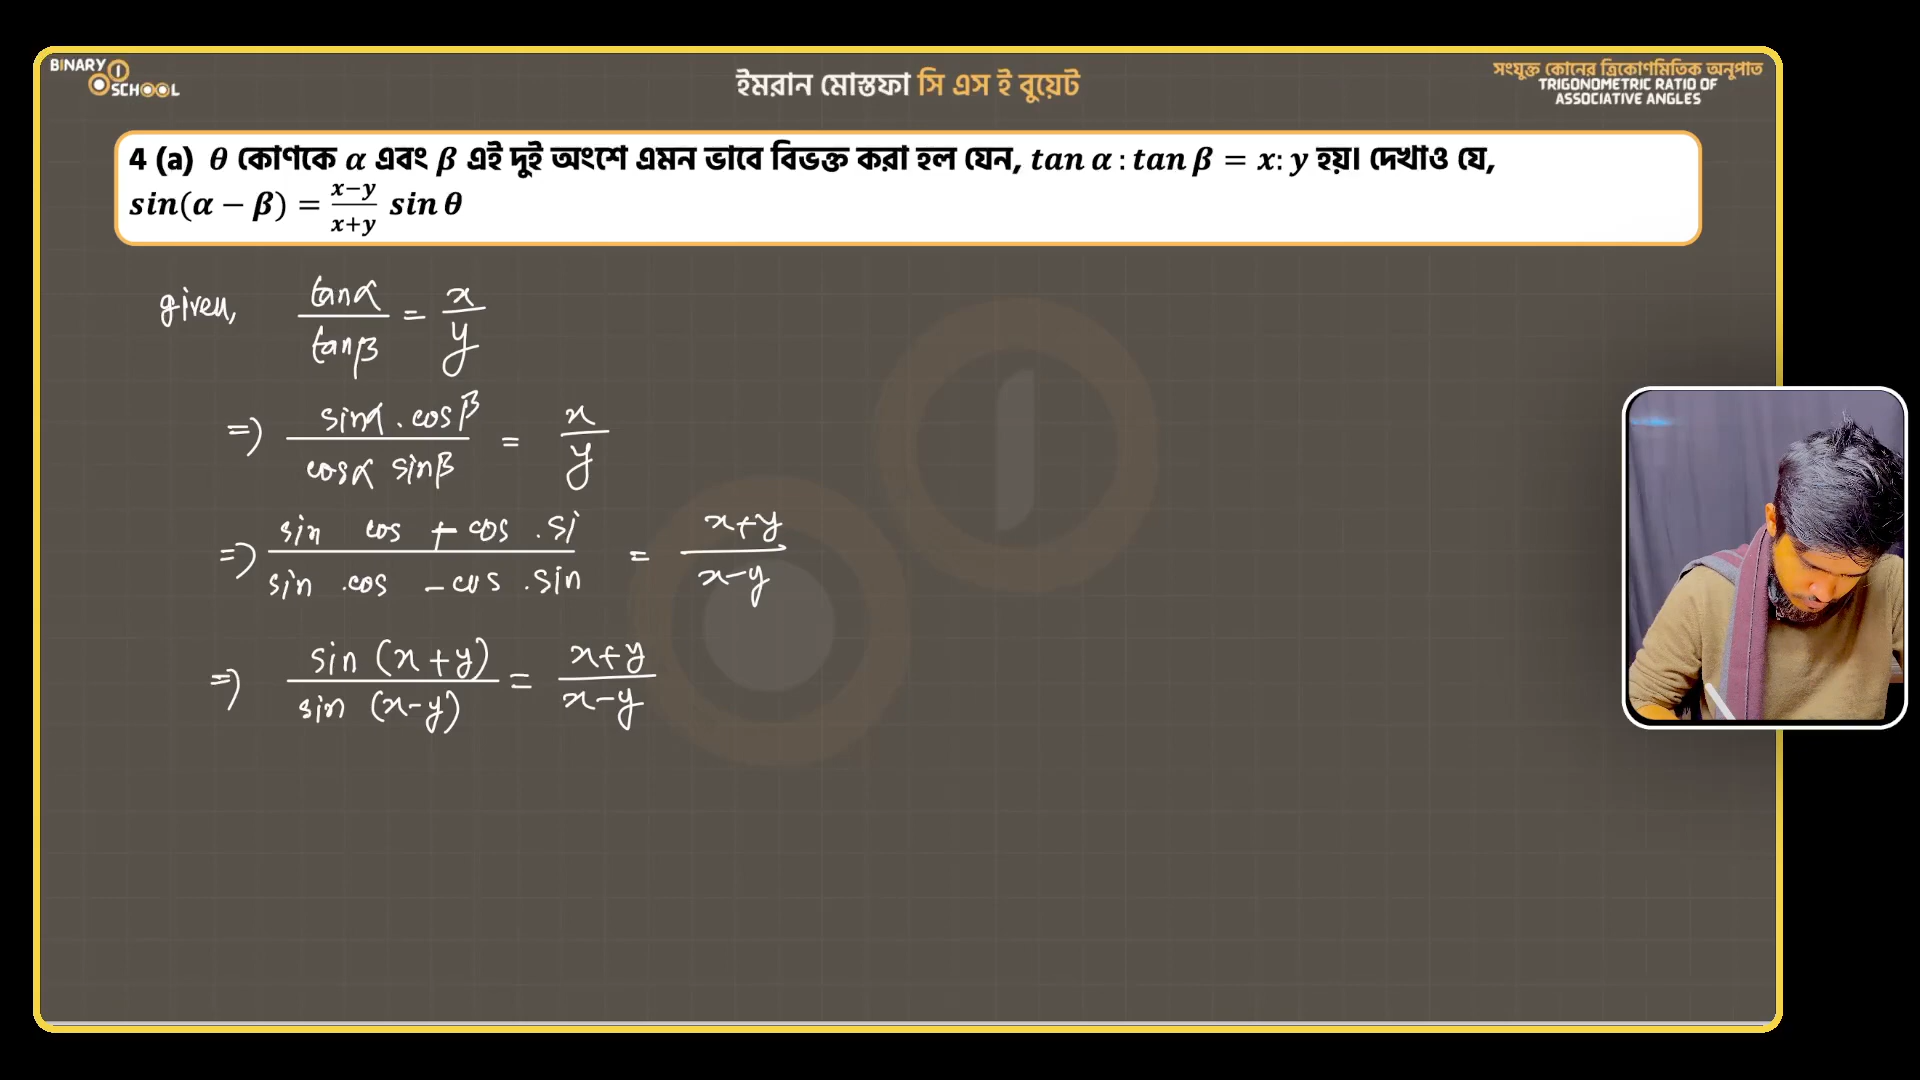 BINARY SCHOOL
ইমরান মোস্তফা সি এস ই বুয়েট
সংযুক্ত কোনের ত্রিকোণমিতিক অনুপাত
TRIGONOMETRIC RATIO OF
ASSOCIATIVE ANGLES
4 (a) θ কোণকে α এবং β এই দুই অংশে এমন ভাবে বিভক্ত করা হল যেন, tan α : tan β = x: y হয়। দেখাও যে,
sin(α − β) = (x−y)/(x+y) sin θ
given, tanα/tanβ = x/y
=> sinα . cosβ / cosα sinβ = x/y
=> sin cos + cos . si / sin . cos - cos . sin = x+y / x-y
=> sin (x+y) / sin (x-y) = x+y / x-y